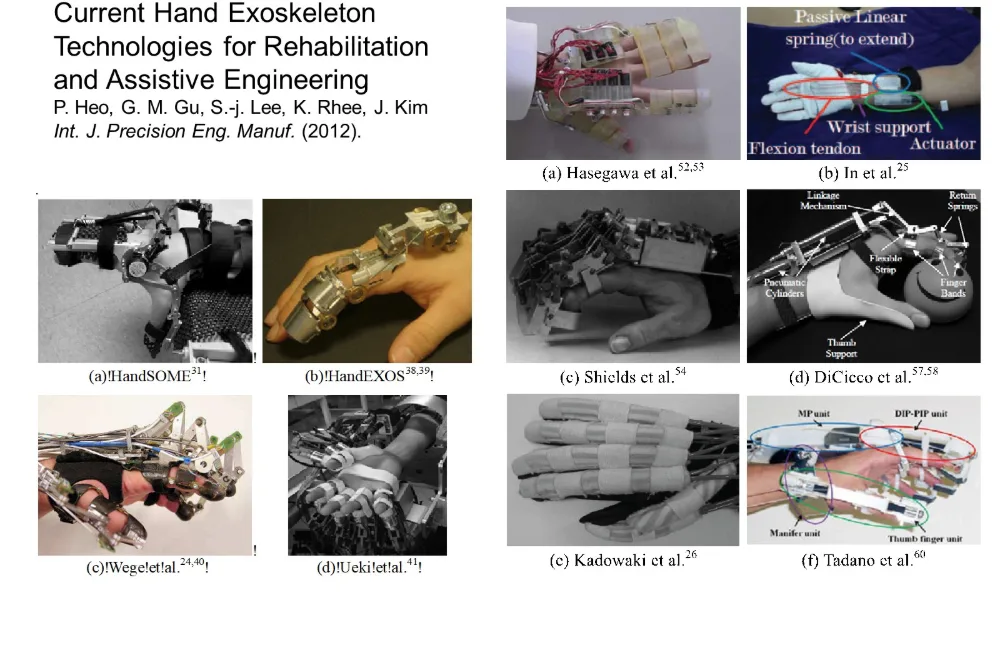 Current Hand Exoskeleton
Technologies for Rehabilitation
and Assistive Engineering
P. Heo, G. M. Gu, S.-j. Lee, K. Rhee, J. Kim
Int. J. Precision Eng. Manuf. (2012).
(a)!HandSOME31!
!
(b)!HandEXOS38,39!
(c)!Wege!et!al.24,40!
!
(d)!Ueki!et!al.41!
(a) Hasegawa et al.52,53
Passive Linear
spring(to extend)
Wrist support
Flexion tendon
Actuator
(b) In et al.25
(c) Shields et al.54
Linkage
Mechanism
Return
Springs
Flexible
Strap
Pneumatic
Cylinders
Finger
Bands
Thumb
Support
(d) DiCicco et al.57,58
(e) Kadowaki et al.26
MP unit
DIP-PIP unit
Manifer unit
Thumb finger unit
(f) Tadano et al.60